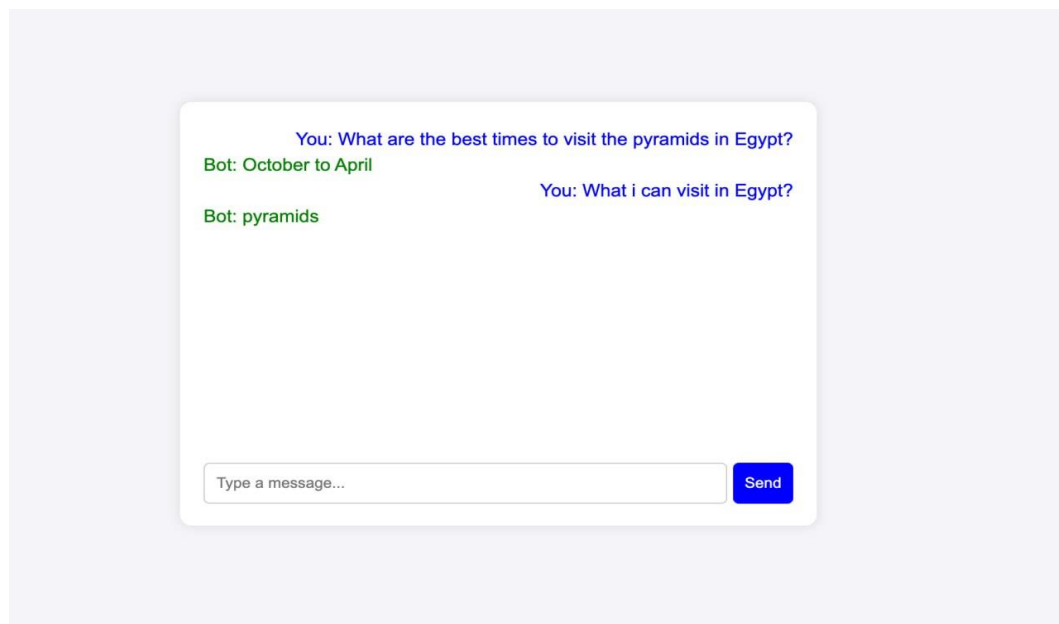 You: What are the best times to visit the pyramids in Egypt?
Bot: October to April
You: What i can visit in Egypt?
Bot: pyramids
Type a message...
Send